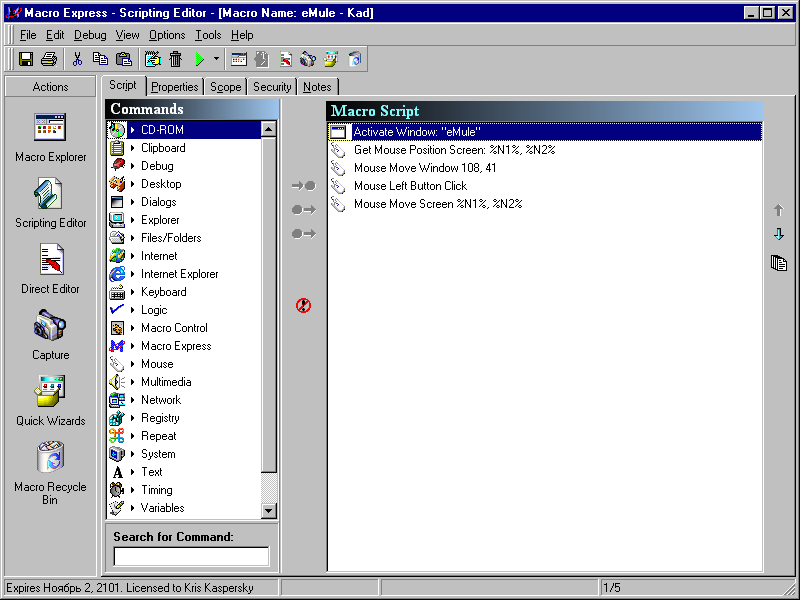 Macro Express - Scripting Editor - [Macro Name: eMule - Kad]
File Edit Debug View Options Tools Help
Actions
Macro Explorer
Scripting Editor
Direct Editor
Capture
Quick Wizards
Macro Recycle
Bin
Script Properties Scope Security Notes
Commands
CD-ROM
Clipboard
Debug
Desktop
Dialogs
Explorer
Files/Folders
Internet
Internet Explorer
Keyboard
Logic
Macro Control
Macro Express
Mouse
Multimedia
Network
Registry
Repeat
System
Text
Timing
Variables
Search for Command:
Macro Script
Activate Window: "eMule"
Get Mouse Position Screen: %N1%, %N2%
Mouse Move Window 108, 41
Mouse Left Button Click
Mouse Move Screen %N1%, %N2%
Expires Ноябрь 2, 2101. Licensed to Kris Kaspersky
1/5